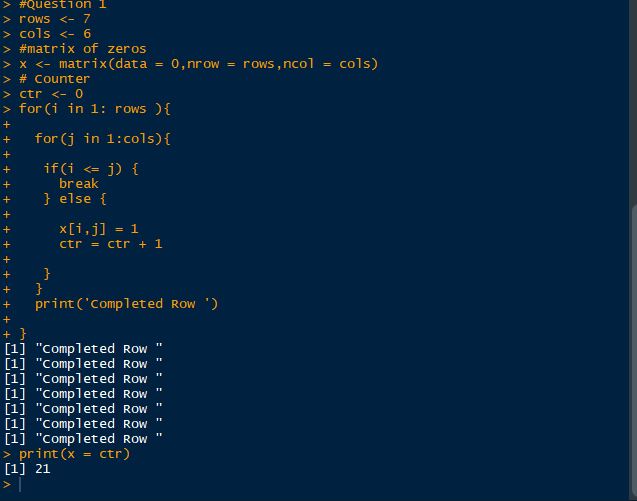 > #Question 1
> rows <- 7
> cols <- 6
> #matrix of zeros
> x <- matrix(data = 0,nrow = rows,ncol = cols)
> # Counter
> ctr <- 0
> for(i in 1: rows ){
+
+   for(j in 1:cols){
+
+    if(i <= j) {
+      break
+    } else {
+
+      x[i,j] = 1
+      ctr = ctr + 1
+
+    }
+   }
+   print('Completed Row ')
+
+ }
[1] "Completed Row "
[1] "Completed Row "
[1] "Completed Row "
[1] "Completed Row "
[1] "Completed Row "
[1] "Completed Row "
[1] "Completed Row "
> print(x = ctr)
[1] 21
>